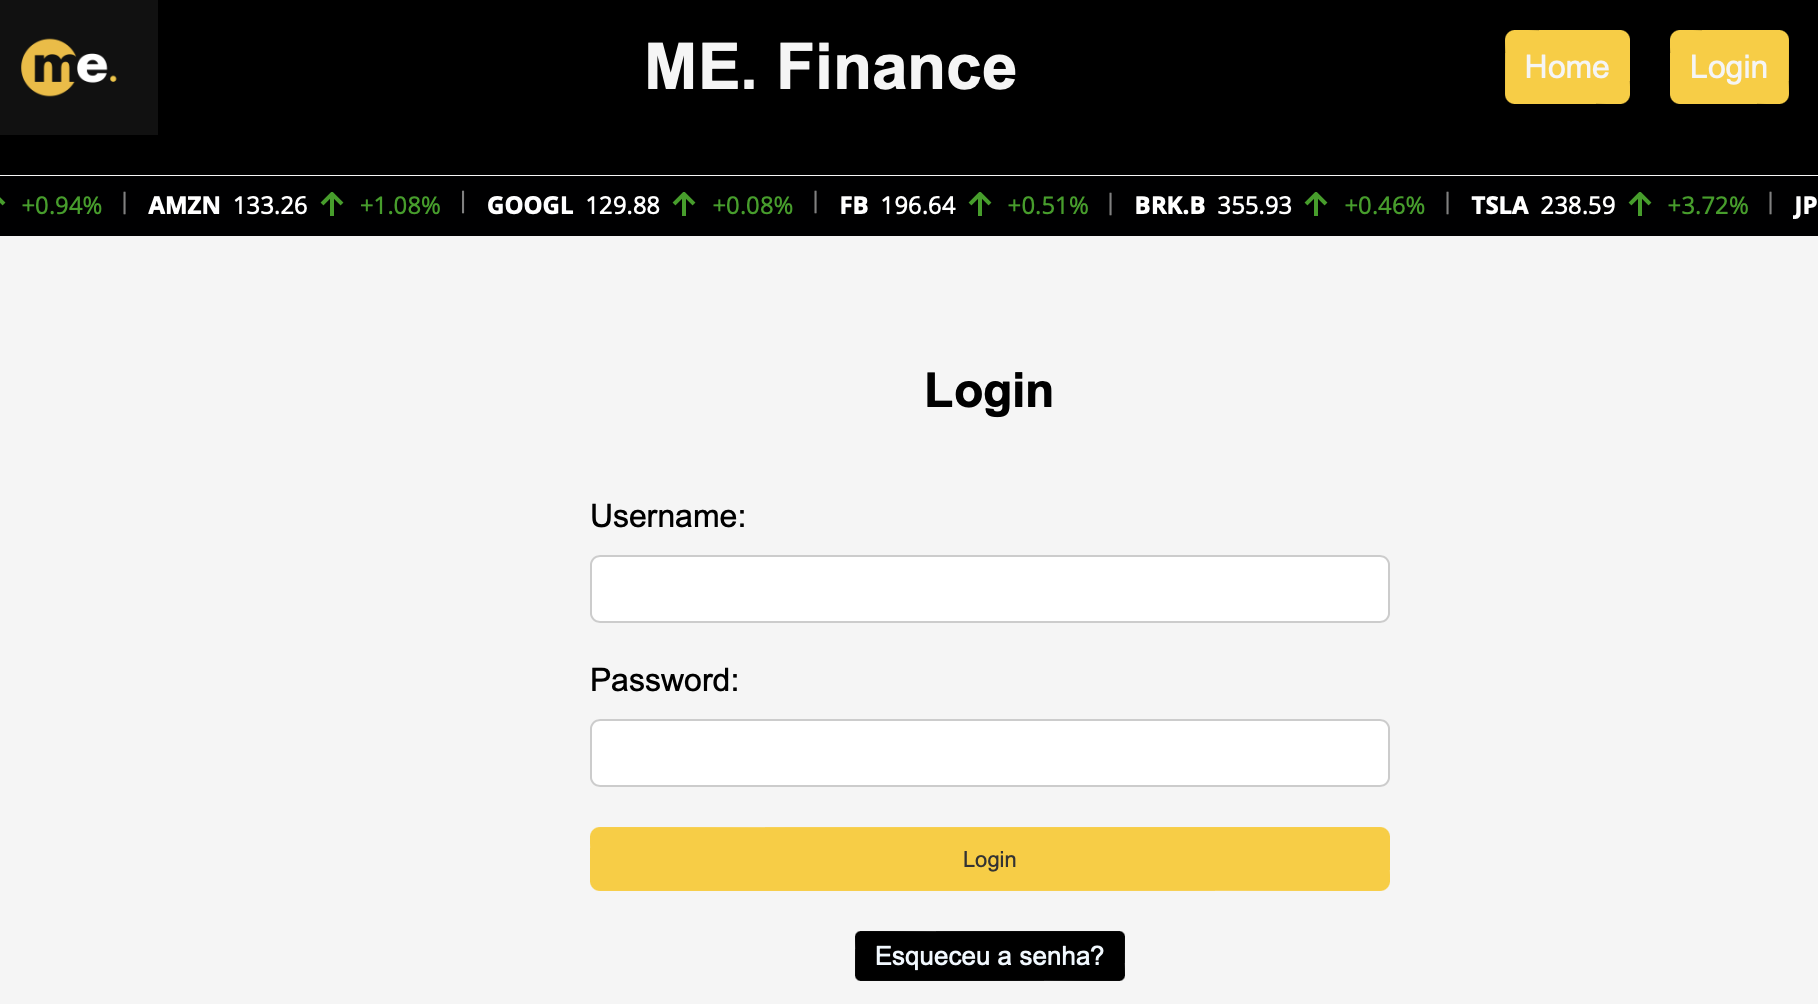 me.
ME. Finance
Home
Login
+0.94% | AMZN 133.26 ↑ +1.08% | GOOGL 129.88 ↑ +0.08% | FB 196.64 ↑ +0.51% | BRK.B 355.93 ↑ +0.46% | TSLA 238.59 ↑ +3.72% | JP
Login
Username:
Password:
Login
Esqueceu a senha?